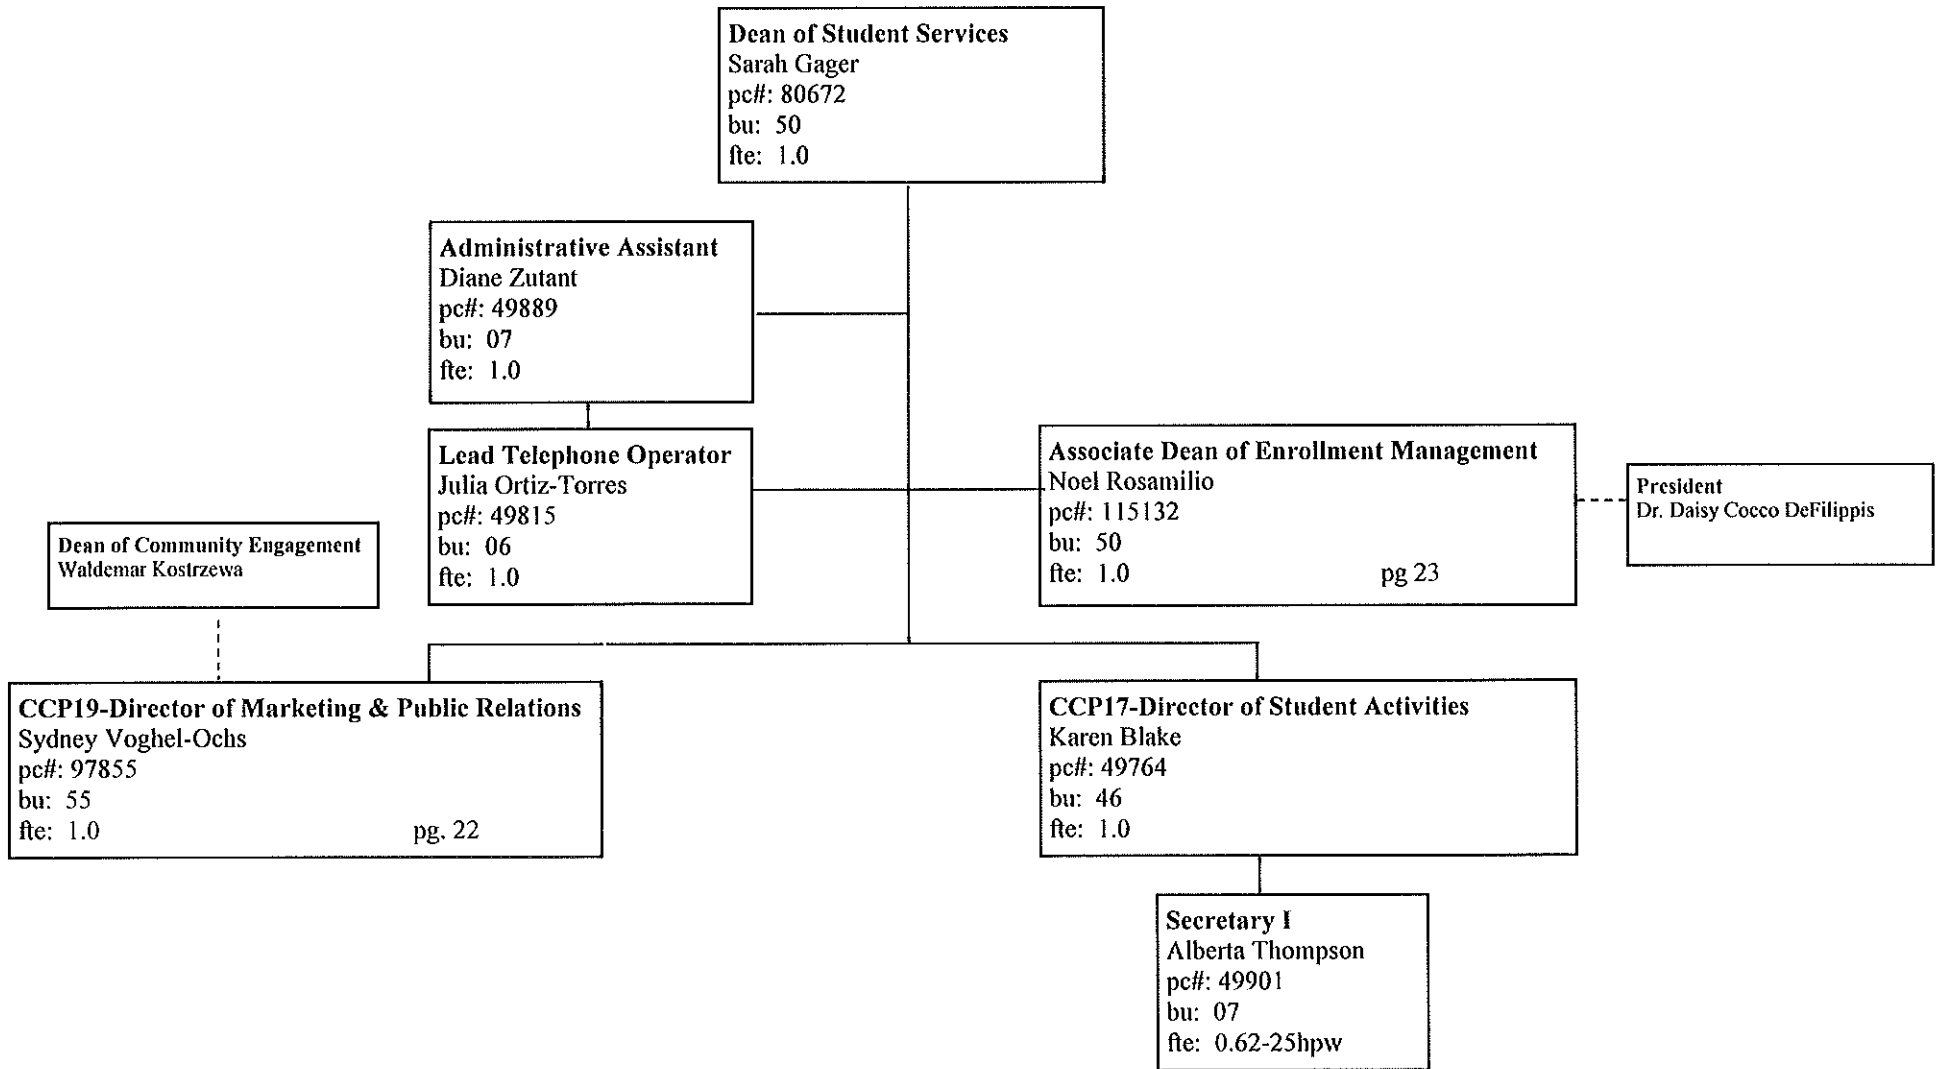 Dean of Student Services
Sarah Gager
pc#: 80672
bu: 50
fte: 1.0
Administrative Assistant
Diane Zutant
pc#: 49889
bu: 07
fte: 1.0
Lead Telephone Operator
Julia Ortiz-Torres
pc#: 49815
bu: 06
fte: 1.0
Associate Dean of Enrollment Management
Noel Rosamilio
pc#: 115132
bu: 50
fte: 1.0 pg 23
President
Dr. Daisy Cocco DeFilippis
Dean of Community Engagement
Waldemar Kostrzewa
CCP19-Director of Marketing & Public Relations
Sydney Voghel-Ochs
pc#: 97855
bu: 55
fte: 1.0 pg. 22
CCP17-Director of Student Activities
Karen Blake
pc#: 49764
bu: 46
fte: 1.0
Secretary I
Alberta Thompson
pc#: 49901
bu: 07
fte: 0.62-25hpw